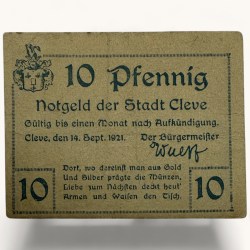 10 Pfennig
Notgeld der Stadt Cleve
Gültig bis einen Monat nach Aufkündigung.
Cleve, den 14. Sept. 1921. Der Bürgermeister
Dort, wo dereinst man aus Gold
Und Silber prägte die Münzen,
Liebe zum Nächsten deckt heut'
Armen und Waisen den Tisch.
10 10